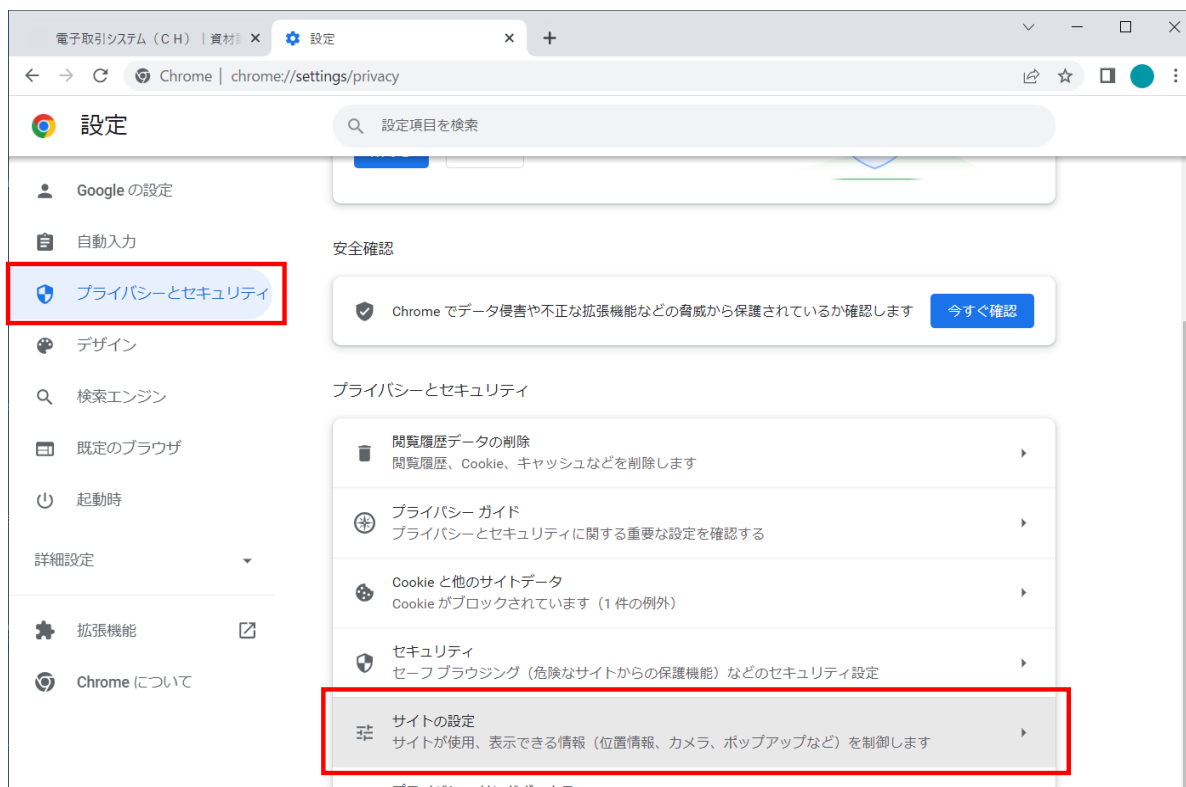 電子取引システム（CH）｜資材
設定
Chrome | chrome://settings/privacy
設定
設定項目を検索
Google の設定
自動入力
プライバシーとセキュリティ
デザイン
検索エンジン
既定のブラウザ
起動時
詳細設定
拡張機能
Chrome について
安全確認
Chrome でデータ侵害や不正な拡張機能などの脅威から保護されているか確認します
今すぐ確認
プライバシーとセキュリティ
閲覧履歴データの削除
閲覧履歴、Cookie、キャッシュなどを削除します
プライバシー ガイド
プライバシーとセキュリティに関する重要な設定を確認する
Cookie と他のサイトデータ
Cookie がブロックされています（1 件の例外）
セキュリティ
セーフ ブラウジング（危険なサイトからの保護機能）などのセキュリティ設定
サイトの設定
サイトが使用、表示できる情報（位置情報、カメラ、ポップアップなど）を制御します